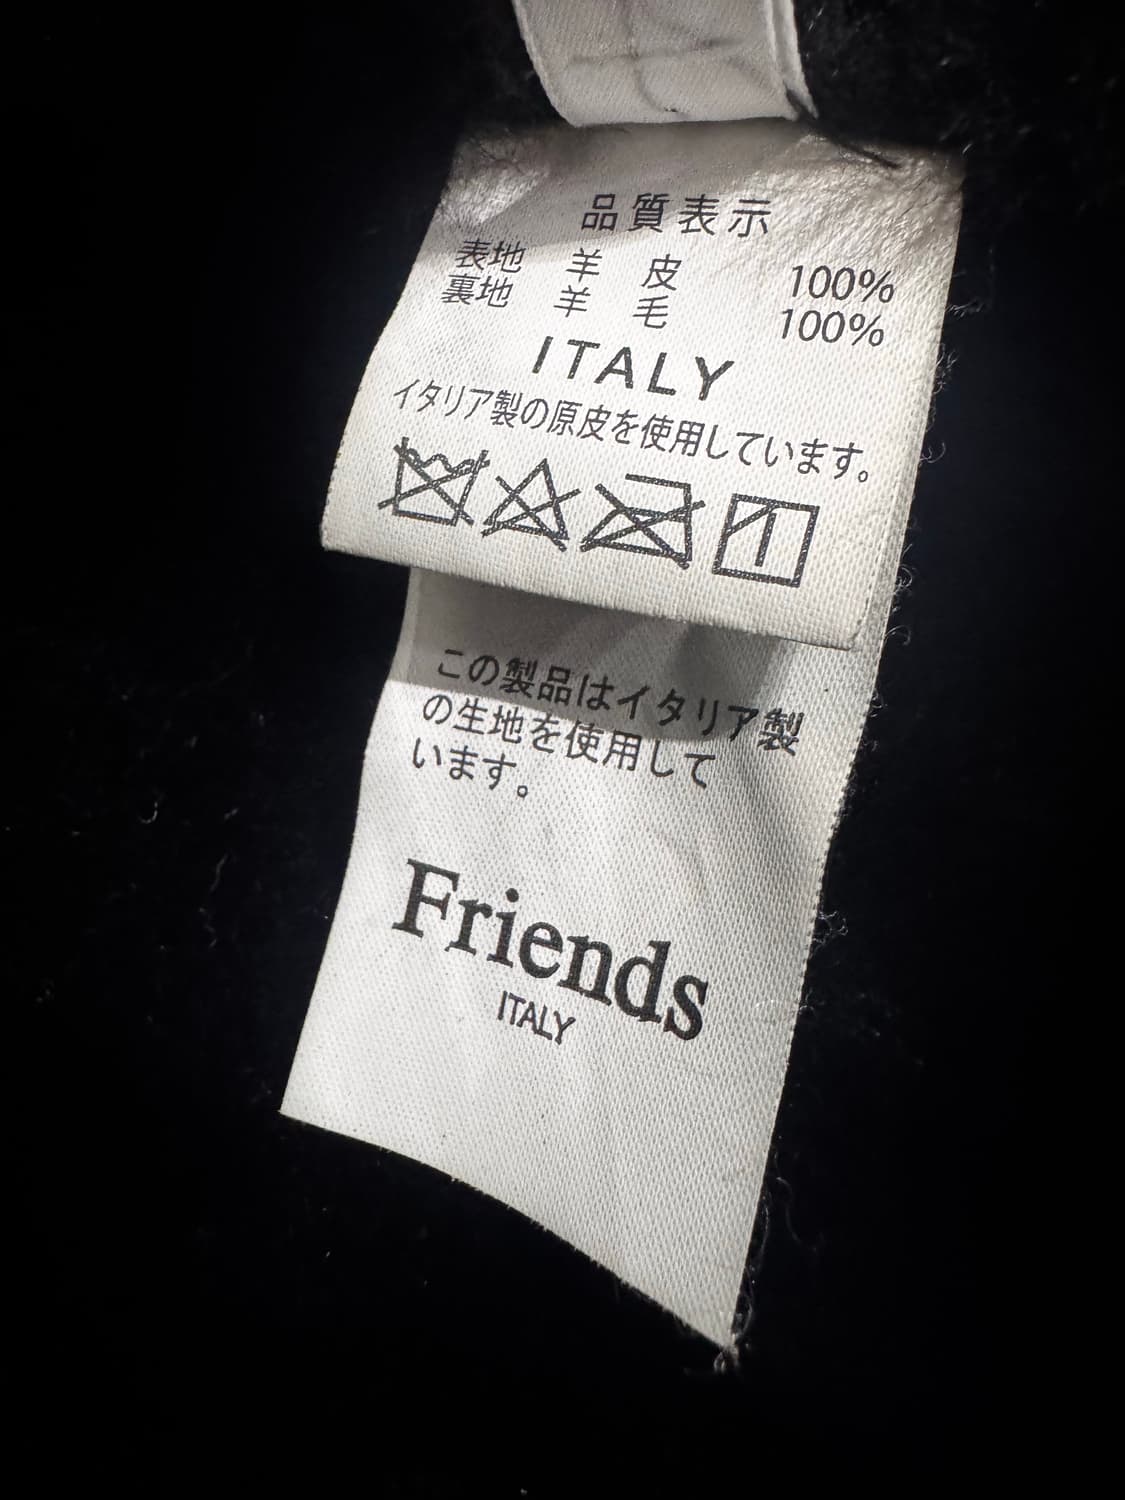 品質表示
表地 羊 皮 100%
裏地 羊 毛 100%
ITALY
イタリア製の原皮を使用しています。
この製品はイタリア製
の生地を使用して
います。
Friends
ITALY